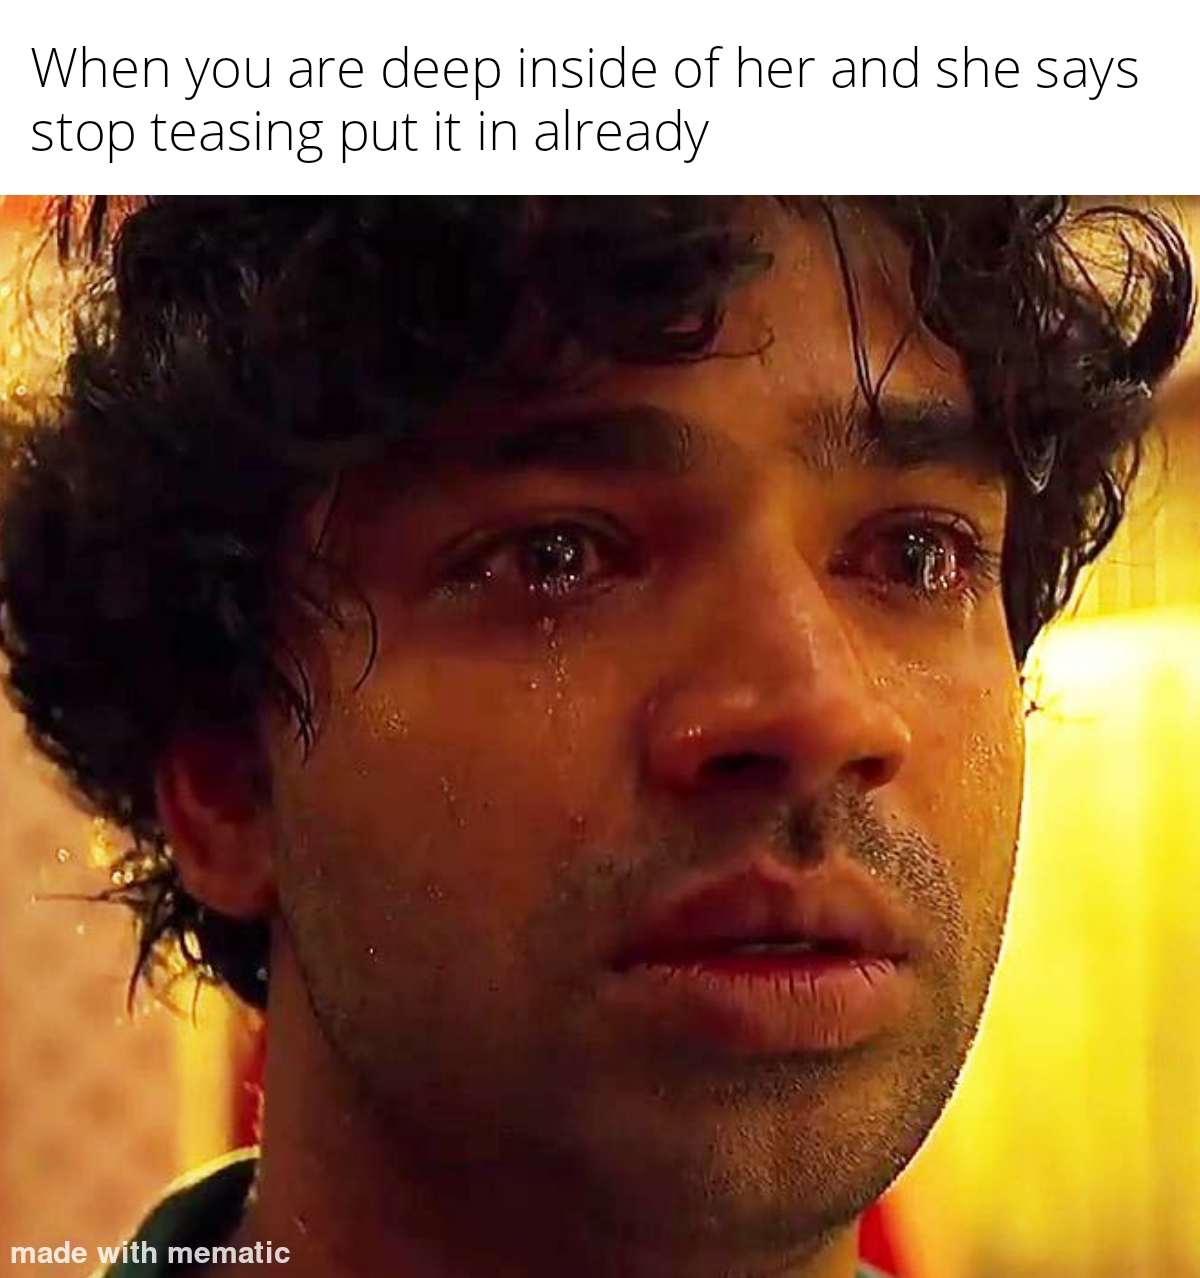 When you are deep inside of her and she says
stop teasing put it in already
made with mematic